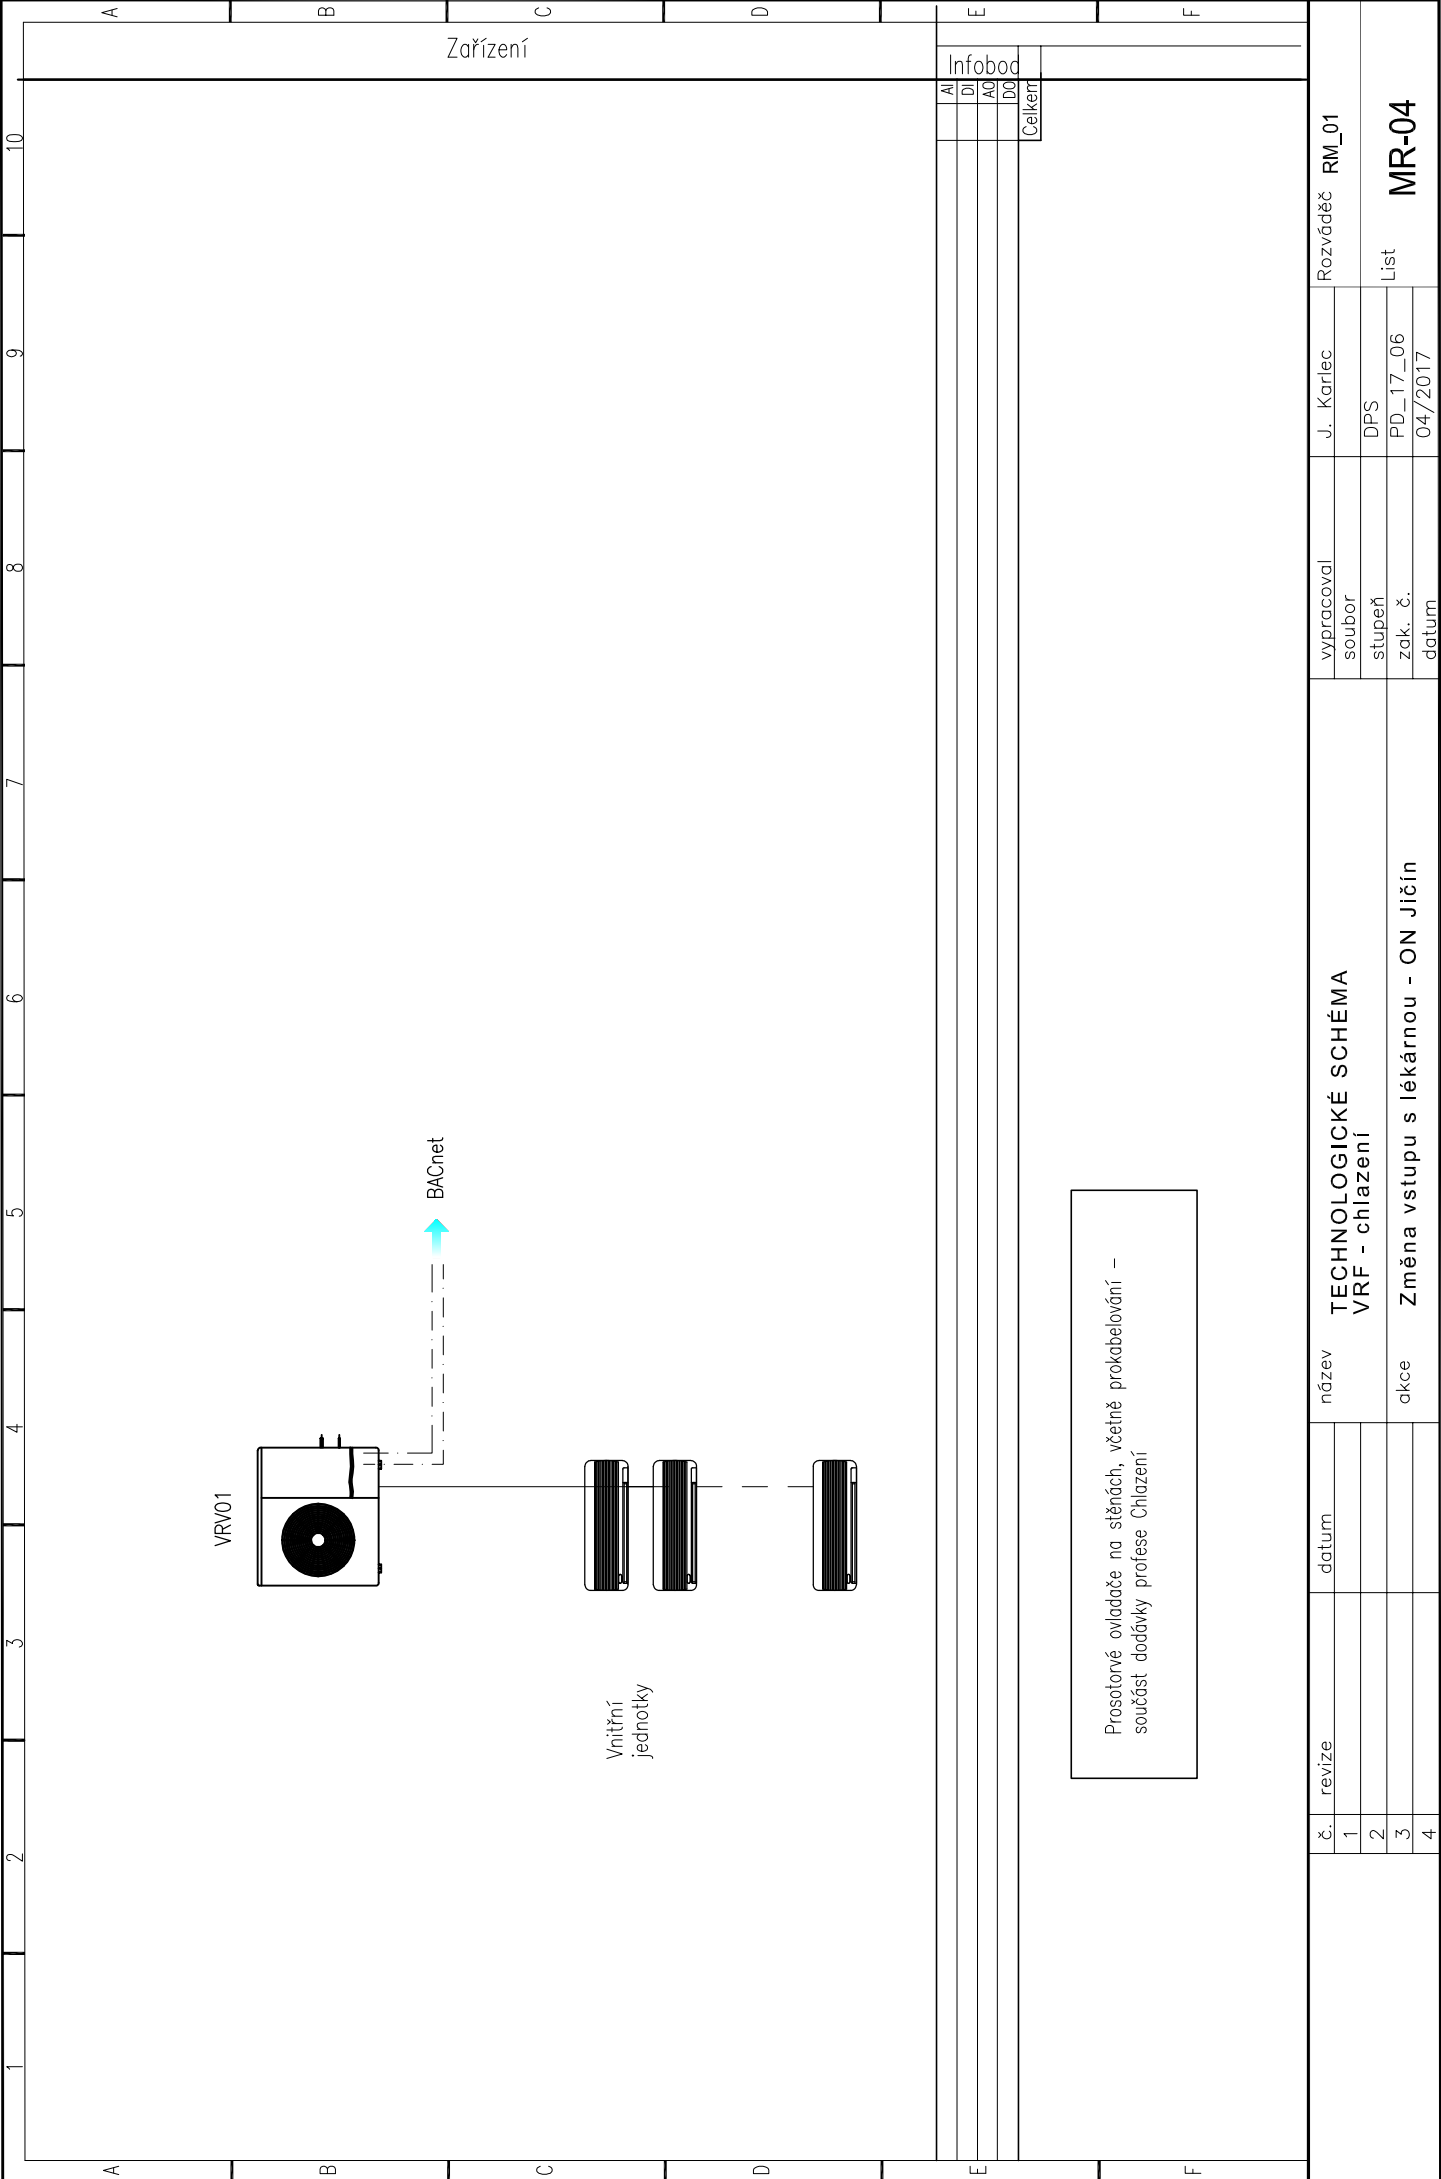 1 2 3 4 5 6 7 8 9 10
A
B
C
D
E
F
A
B
C
D
E
F
Zařízení
VRV01
BACnet
Vnitřní
jednotky
Infobod
AI
DI
AO
DO
Celkem
Prosotorvé ovladače na stěnách, včetně prokabelování –
součást dodávky profese Chlazení
č. revize datum
1
2
3
4
název TECHNOLOGICKÉ SCHÉMA
VRF - chlazení
akce Změna vstupu s lékárnou - ON Jičín
vypracoval J. Karlec
soubor
stupeň DPS
zak. č. PD_17_06
datum 04/2017
Rozváděč RM_01
List MR-04